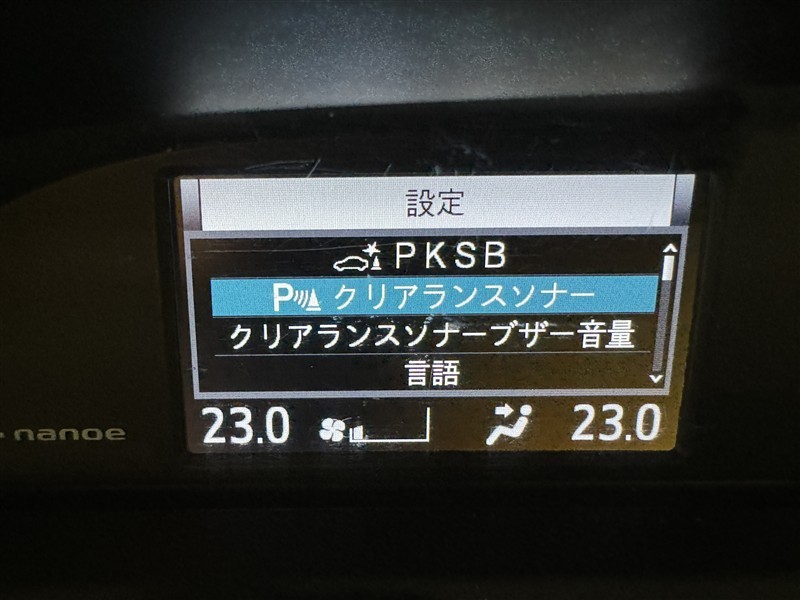 設定
PKSB
P クリアランスソナー
クリアランスソナーブザー音量
言語
23.0 23.0
nanoe